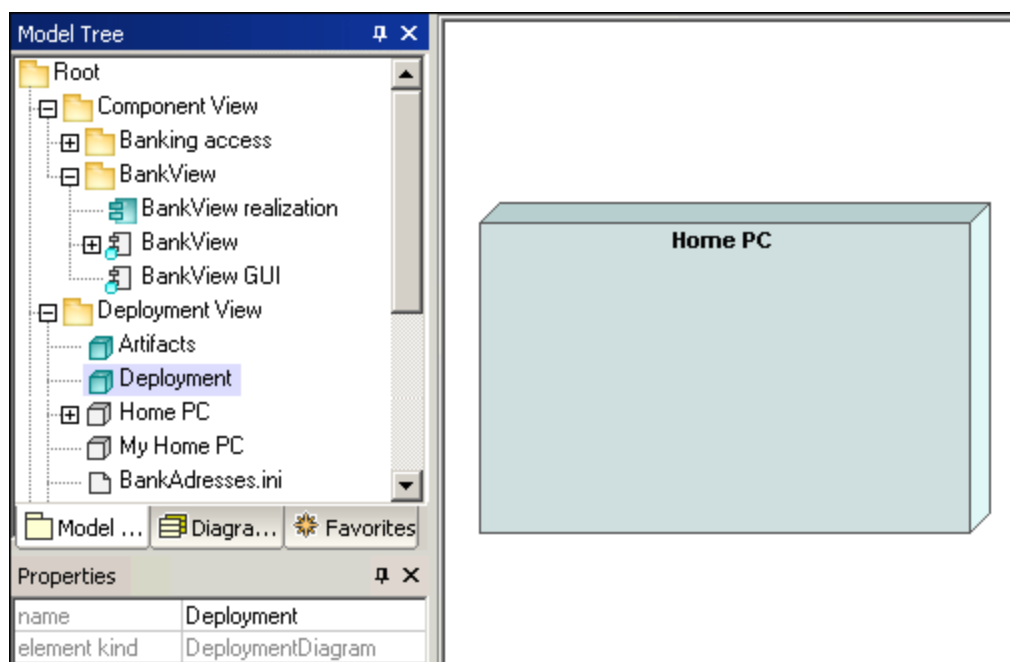 Model Tree
Root
Component View
Banking access
BankView
BankView realization
BankView
BankView GUI
Deployment View
Artifacts
Deployment
Home PC
My Home PC
BankAdresses.ini
Model ... Diagra... Favorites
Properties
name Deployment
element kind DeploymentDiagram
Home PC